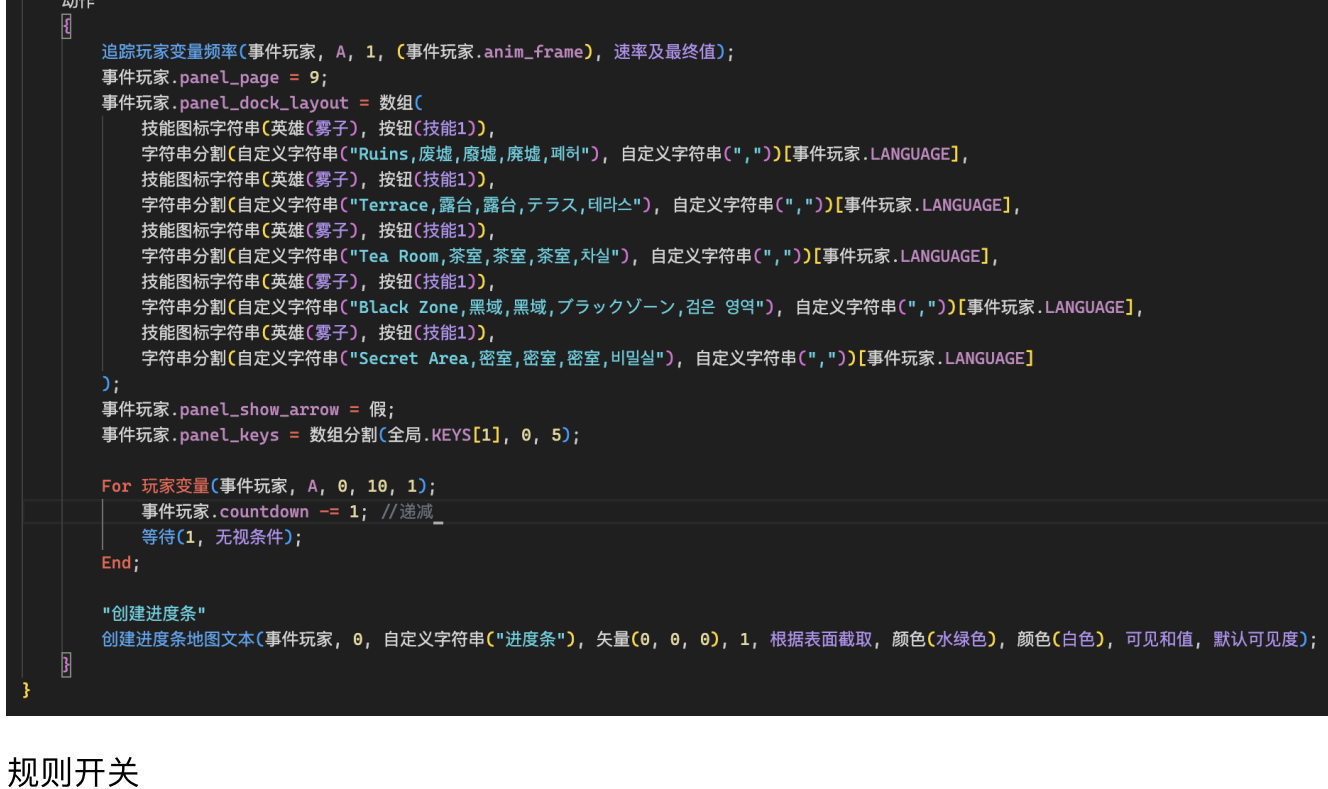 动作
{
追踪玩家变量频率(事件玩家, A, 1, (事件玩家.anim_frame), 速率及最终值);
事件玩家.panel_page = 9;
事件玩家.panel_dock_layout = 数组(
技能图标字符串(英雄(雾子), 按钮(技能1)),
字符串分割(自定义字符串("Ruins,废墟,廢墟,廃墟,폐허"), 自定义字符串(","))[事件玩家.LANGUAGE],
技能图标字符串(英雄(雾子), 按钮(技能1)),
字符串分割(自定义字符串("Terrace,露台,露台,テラス,테라스"), 自定义字符串(","))[事件玩家.LANGUAGE],
技能图标字符串(英雄(雾子), 按钮(技能1)),
字符串分割(自定义字符串("Tea Room,茶室,茶室,茶室,차실"), 自定义字符串(","))[事件玩家.LANGUAGE],
技能图标字符串(英雄(雾子), 按钮(技能1)),
字符串分割(自定义字符串("Black Zone,黑域,黑域,ブラックゾーン,검은 영역"), 自定义字符串(","))[事件玩家.LANGUAGE],
技能图标字符串(英雄(雾子), 按钮(技能1)),
字符串分割(自定义字符串("Secret Area,密室,密室,密室,비밀실"), 自定义字符串(","))[事件玩家.LANGUAGE]
);
事件玩家.panel_show_arrow = 假;
事件玩家.panel_keys = 数组分割(全局.KEYS[1], 0, 5);
For 玩家变量(事件玩家, A, 0, 10, 1);
事件玩家.countdown -= 1; //递减
等待(1, 无视条件);
End;
"创建进度条"
创建进度条地图文本(事件玩家, 0, 自定义字符串("进度条"), 矢量(0, 0, 0), 1, 根据表面截取, 颜色(水绿色), 颜色(白色), 可见和值, 默认可见度);
}
}
规则开关